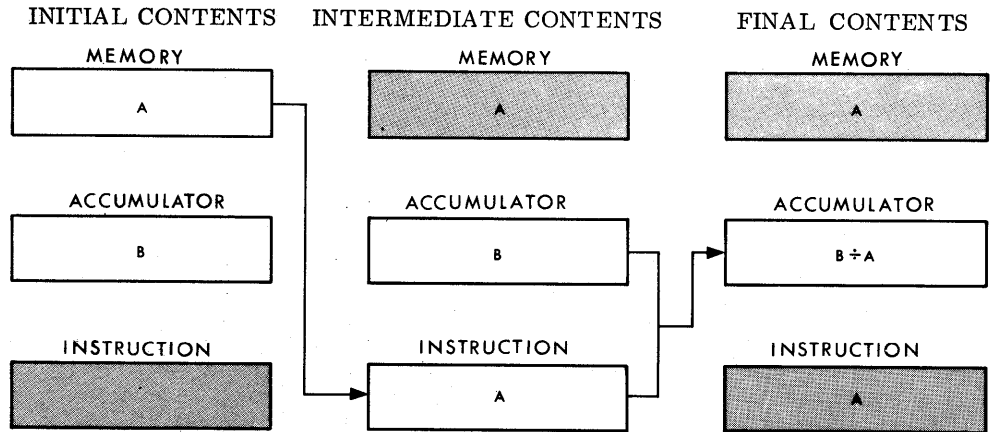 INITIAL CONTENTS INTERMEDIATE CONTENTS FINAL CONTENTS
MEMORY MEMORY MEMORY
A A A
ACCUMULATOR ACCUMULATOR ACCUMULATOR
B B B ÷ A
INSTRUCTION INSTRUCTION INSTRUCTION
A A